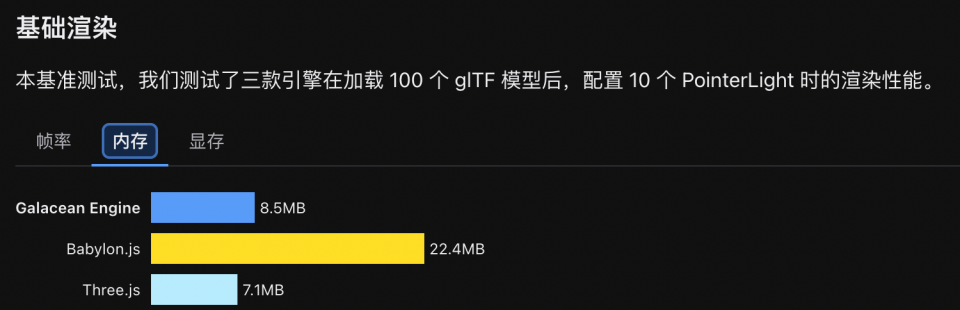 基础渲染
本基准测试，我们测试了三款引擎在加载 100 个 glTF 模型后，配置 10 个 PointerLight 时的渲染性能。
帧率 内存 显存
Galacean Engine 8.5MB
Babylon.js 22.4MB
Three.js 7.1MB